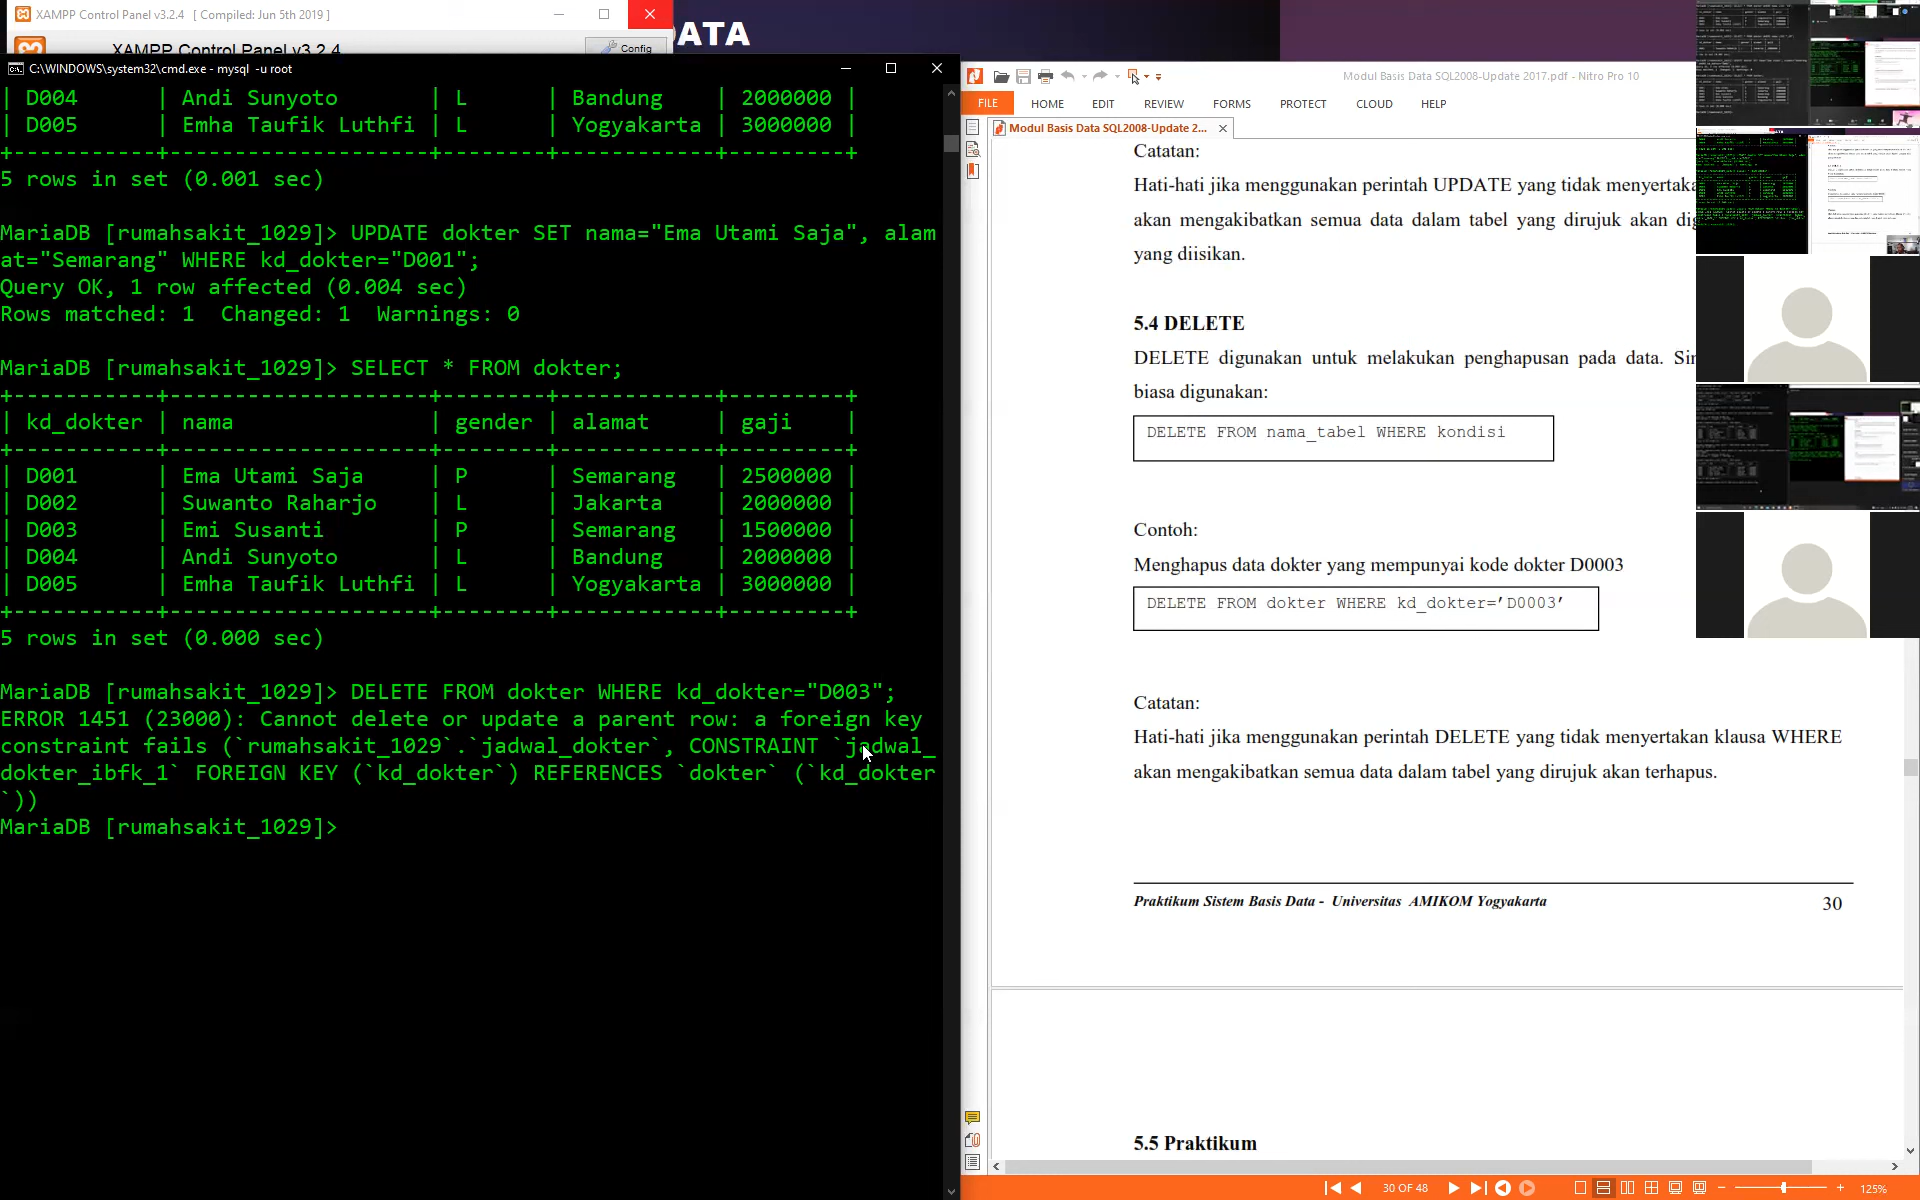 XAMPP Control Panel v3.2.4 [ Compiled: Jun 5th 2019 ]
XAMPP Control Panel v3.2.4
Config
ATA
C:\WINDOWS\system32\cmd.exe - mysql -u root
| D004 | Andi Sunyoto | L | Bandung | 2000000 |
| D005 | Emha Taufik Luthfi | L | Yogyakarta | 3000000 |
+----------+--------------------+--------+------------+---------+
5 rows in set (0.001 sec)
MariaDB [rumahsakit_1029]> UPDATE dokter SET nama="Ema Utami Saja", alam
at="Semarang" WHERE kd_dokter="D001";
Query OK, 1 row affected (0.004 sec)
Rows matched: 1 Changed: 1 Warnings: 0
MariaDB [rumahsakit_1029]> SELECT * FROM dokter;
+-----------+--------------------+--------+------------+---------+
| kd_dokter | nama | gender | alamat | gaji |
+-----------+--------------------+--------+------------+---------+
| D001 | Ema Utami Saja | P | Semarang | 2500000 |
| D002 | Suwanto Raharjo | L | Jakarta | 2000000 |
| D003 | Emi Susanti | P | Semarang | 1500000 |
| D004 | Andi Sunyoto | L | Bandung | 2000000 |
| D005 | Emha Taufik Luthfi | L | Yogyakarta | 3000000 |
+-----------+--------------------+--------+------------+---------+
5 rows in set (0.000 sec)
MariaDB [rumahsakit_1029]> DELETE FROM dokter WHERE kd_dokter="D003";
ERROR 1451 (23000): Cannot delete or update a parent row: a foreign key
constraint fails (`rumahsakit_1029`.`jadwal_dokter`, CONSTRAINT `jadwal_
dokter_ibfk_1` FOREIGN KEY (`kd_dokter`) REFERENCES `dokter` (`kd_dokter
`))
MariaDB [rumahsakit_1029]>
Modul Basis Data SQL2008-Update 2017.pdf - Nitro Pro 10
FILE HOME EDIT REVIEW FORMS PROTECT CLOUD HELP
Modul Basis Data SQL2008-Update 2...
Catatan:
Hati-hati jika menggunakan perintah UPDATE yang tidak menyerta
akan mengakibatkan semua data dalam tabel yang dirujuk akan
yang diisikan.
5.4 DELETE
DELETE digunakan untuk melakukan penghapusan pada data.
biasa digunakan:
DELETE FROM nama_tabel WHERE kondisi
Contoh:
Menghapus data dokter yang mempunyai kode dokter D0003
DELETE FROM dokter WHERE kd_dokter='D0003'
Catatan:
Hati-hati jika menggunakan perintah DELETE yang tidak menyertakan klausa WHERE
akan mengakibatkan semua data dalam tabel yang dirujuk akan terhapus.
Praktikum Sistem Basis Data - Universitas AMIKOM Yogyakarta 30
5.5 Praktikum
30 OF 48
125%